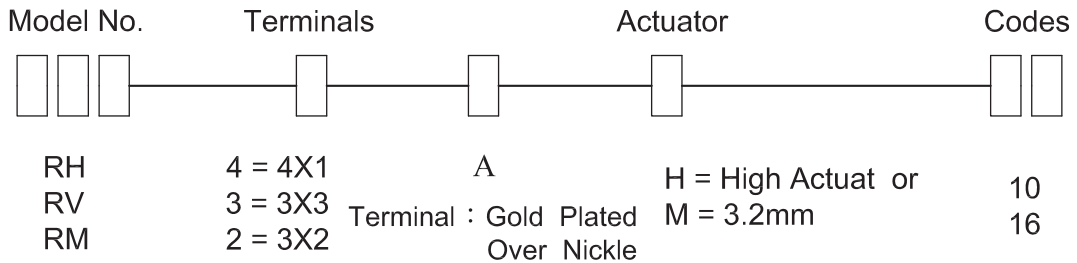 Model No. Terminals Actuator Codes
RH 4 = 4X1 A H = High Actuat or 10
RV 3 = 3X3 Terminal : Gold Plated M = 3.2mm 16
RM 2 = 3X2 Over Nickle